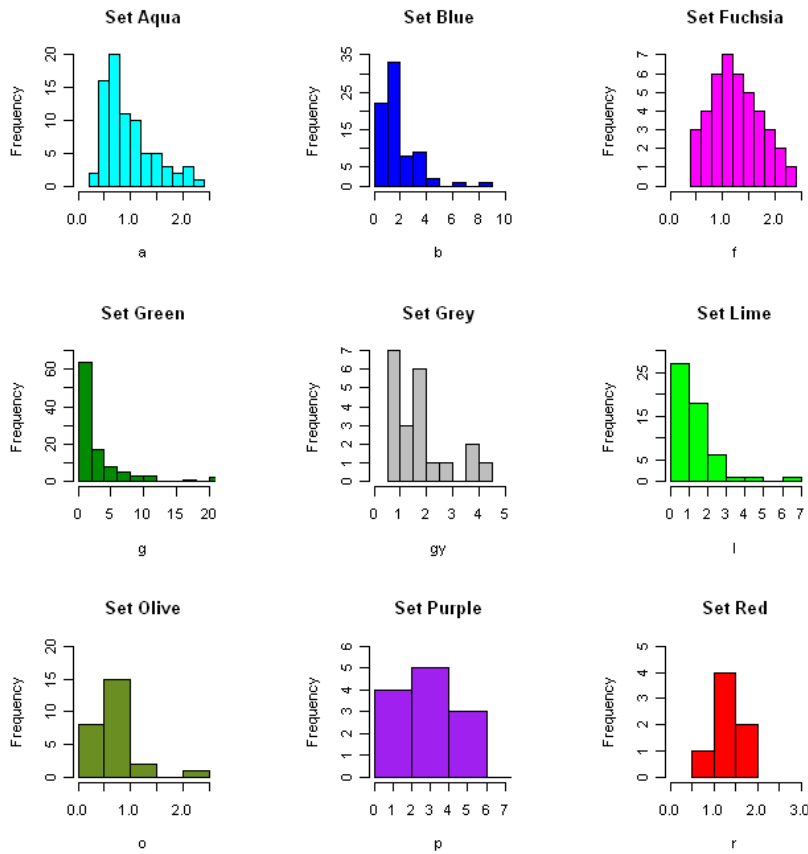 Set Aqua
Frequency
0 5 10 15 20
0.0 1.0 2.0
a
Set Blue
Frequency
0 5 15 25 35
0 2 4 6 8 10
b
Set Fuchsia
Frequency
0 1 2 3 4 5 6 7
0.0 1.0 2.0
f
Set Green
Frequency
0 20 40 60
0 5 10 15 20
g
Set Grey
Frequency
0 1 2 3 4 5 6 7
0 1 2 3 4 5
gy
Set Lime
Frequency
0 5 15 25
0 1 2 3 4 5 6 7
l
Set Olive
Frequency
0 5 10 15 20
0.0 1.0 2.0
o
Set Purple
Frequency
0 1 2 3 4 5 6
0 1 2 3 4 5 6 7
p
Set Red
Frequency
0 1 2 3 4 5
0.0 1.0 2.0 3.0
r